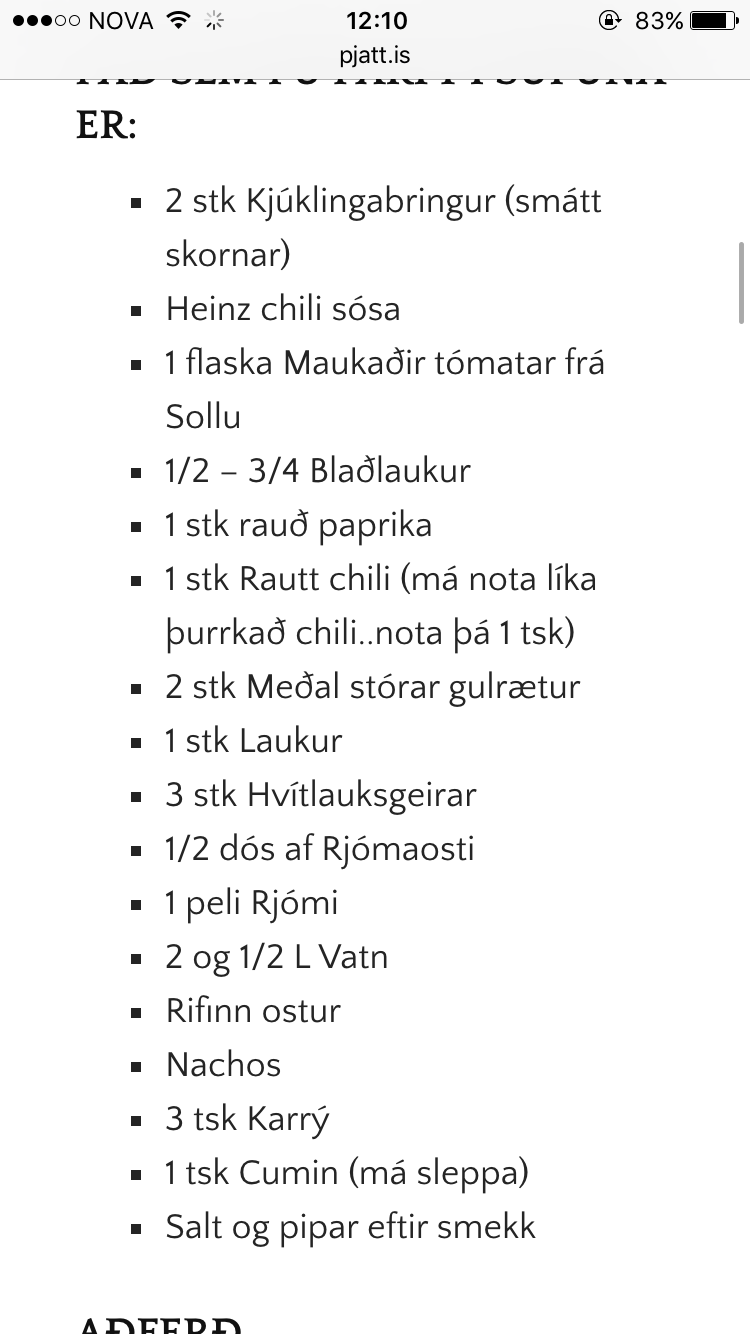 NOVA 12:10 83%
pjatt.is
ER:
▪ 2 stk Kjúklingabringur (smátt
skornar)
▪ Heinz chili sósa
▪ 1 flaska Maukaðir tómatar frá
Sollu
▪ 1/2 – 3/4 Blaðlaukur
▪ 1 stk rauð paprika
▪ 1 stk Rautt chili (má nota líka
þurrkað chili..nota þá 1 tsk)
▪ 2 stk Meðal stórar gulrætur
▪ 1 stk Laukur
▪ 3 stk Hvítlauksgeirar
▪ 1/2 dós af Rjómaosti
▪ 1 peli Rjómi
▪ 2 og 1/2 L Vatn
▪ Rifinn ostur
▪ Nachos
▪ 3 tsk Karrý
▪ 1 tsk Cumin (má sleppa)
▪ Salt og pipar eftir smekk
AÐFERÐ